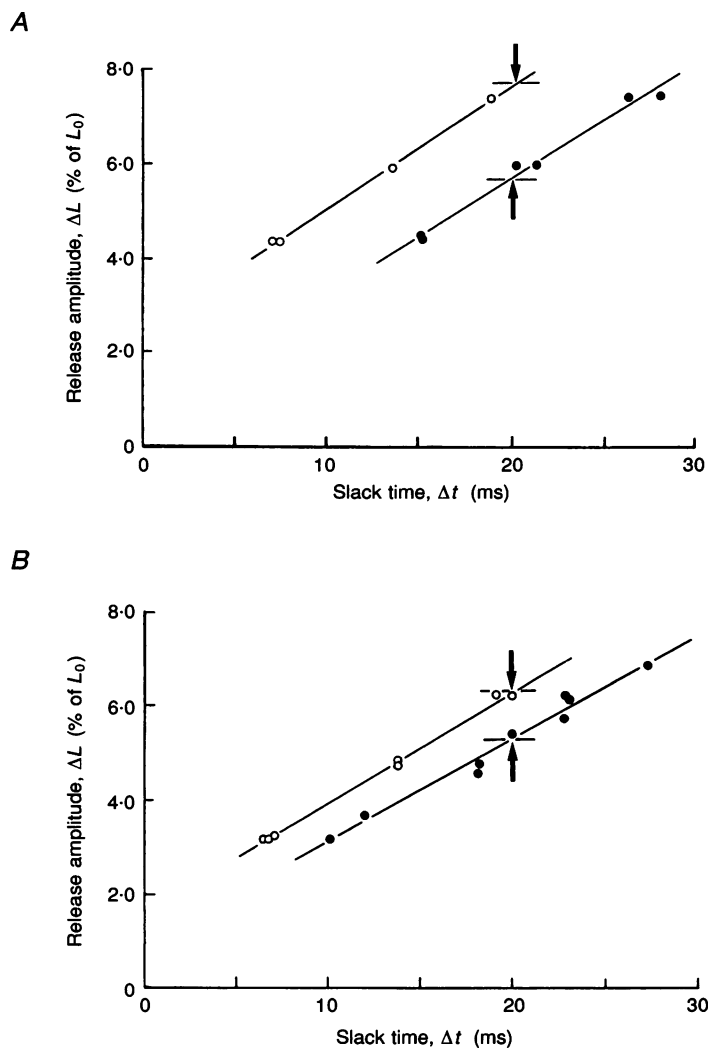 A
8·0
6·0
4·0
2·0
0
Release amplitude, ΔL (% of L₀)
0 10 20 30
Slack time, Δt (ms)
B
8·0
6·0
4·0
2·0
0
Release amplitude, ΔL (% of L₀)
0 10 20 30
Slack time, Δt (ms)